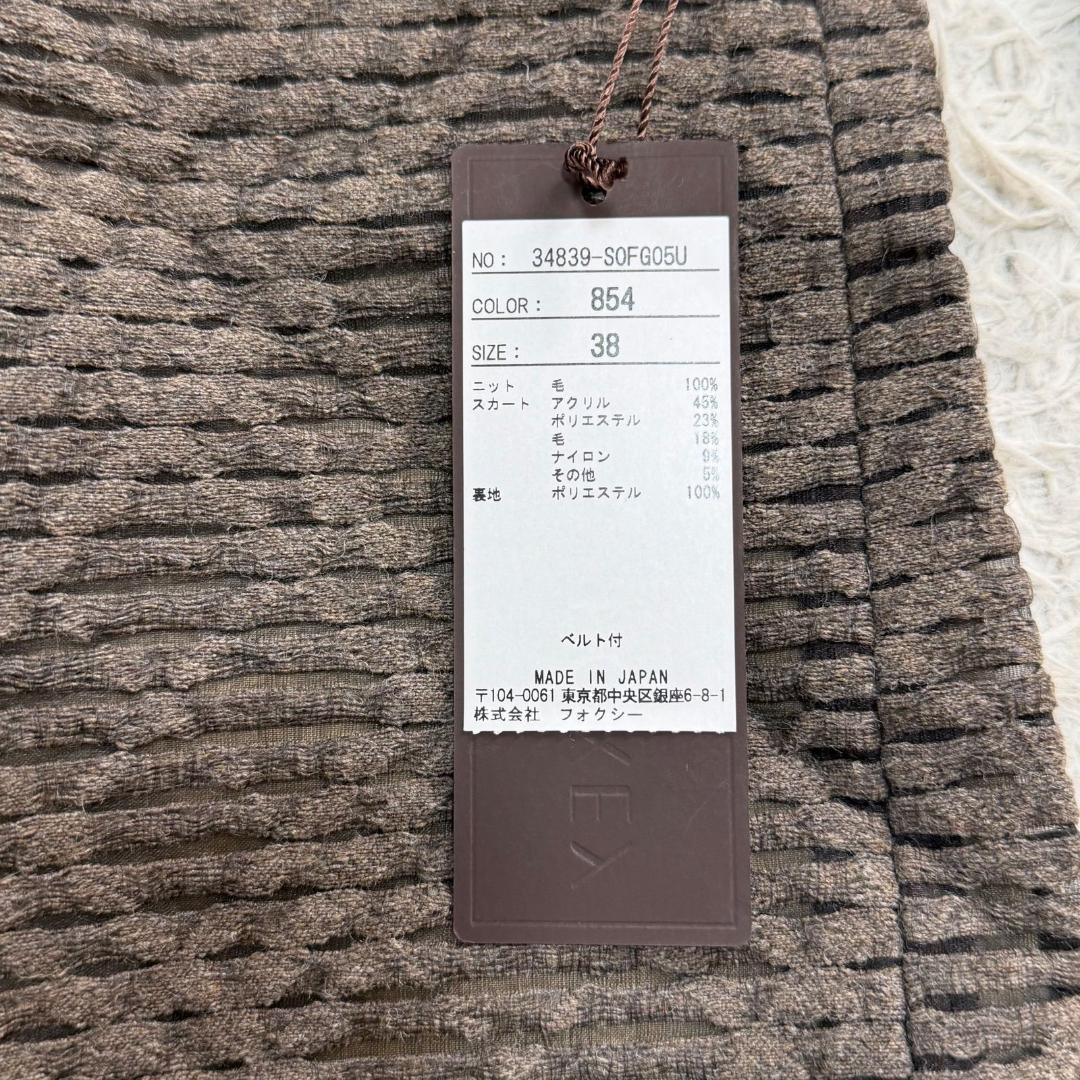 NO: 34839-SOFG05U
COLOR: 854
SIZE: 38
ニット 毛 100%
スカート アクリル 45%
ポリエステル 23%
毛 18%
ナイロン 9%
その他 5%
裏地 ポリエステル 100%
ベルト付
MADE IN JAPAN
〒104-0061 東京都中央区銀座6-8-1
株式会社 フォクシー
XEY